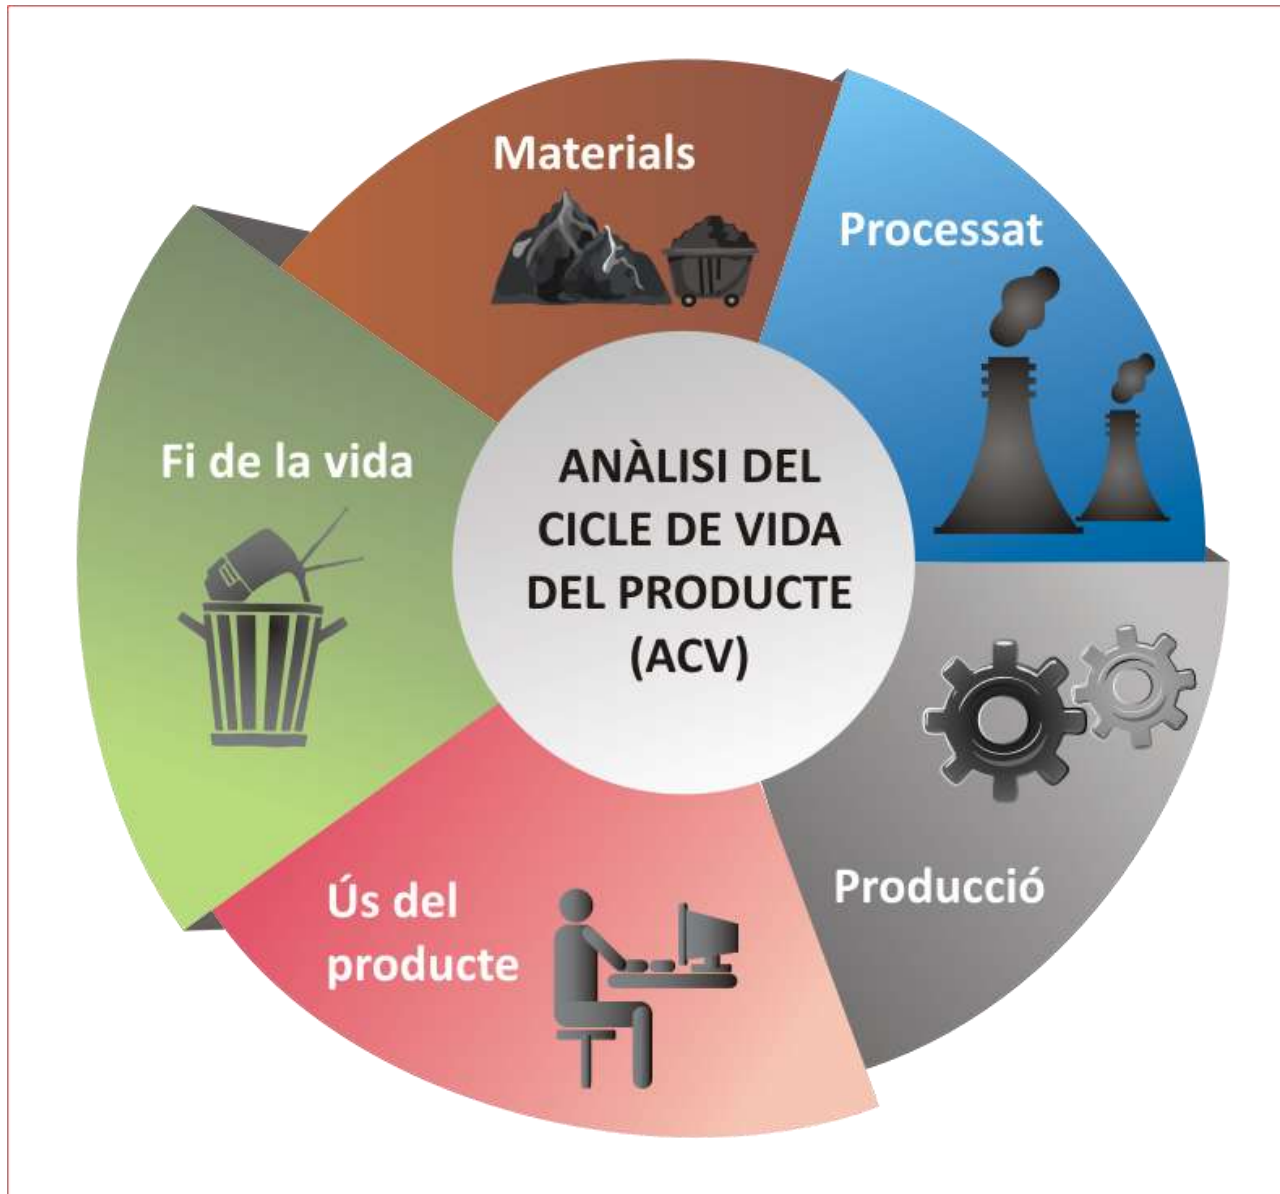 Materials
Processat
Fi de la vida
ANÀLISI DEL
CICLE DE VIDA
DEL PRODUCTE
(ACV)
Producció
Ús del
producte